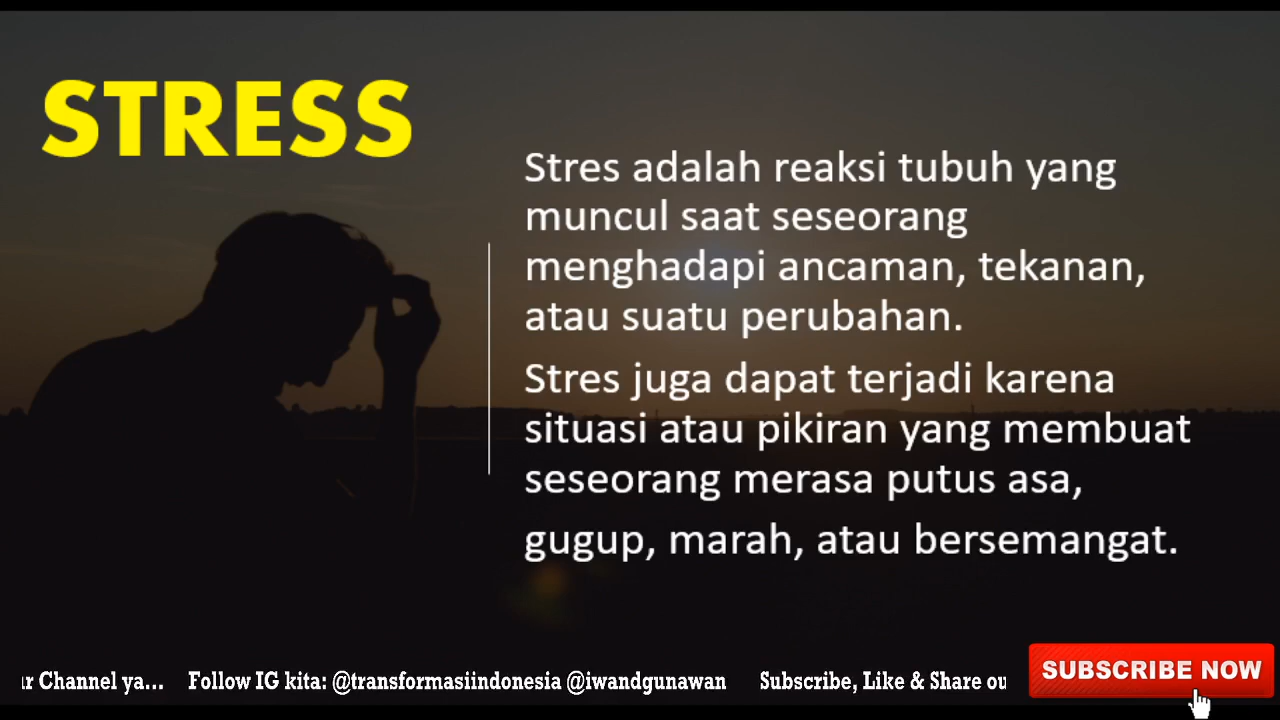 STRESS
Stres adalah reaksi tubuh yang
muncul saat seseorang
menghadapi ancaman, tekanan,
atau suatu perubahan.
Stres juga dapat terjadi karena
situasi atau pikiran yang membuat
seseorang merasa putus asa,
gugup, marah, atau bersemangat.
Channel ya... Follow IG kita: @transformasiindonesia @iwandgunawan Subscribe, Like & Share
SUBSCRIBE NOW